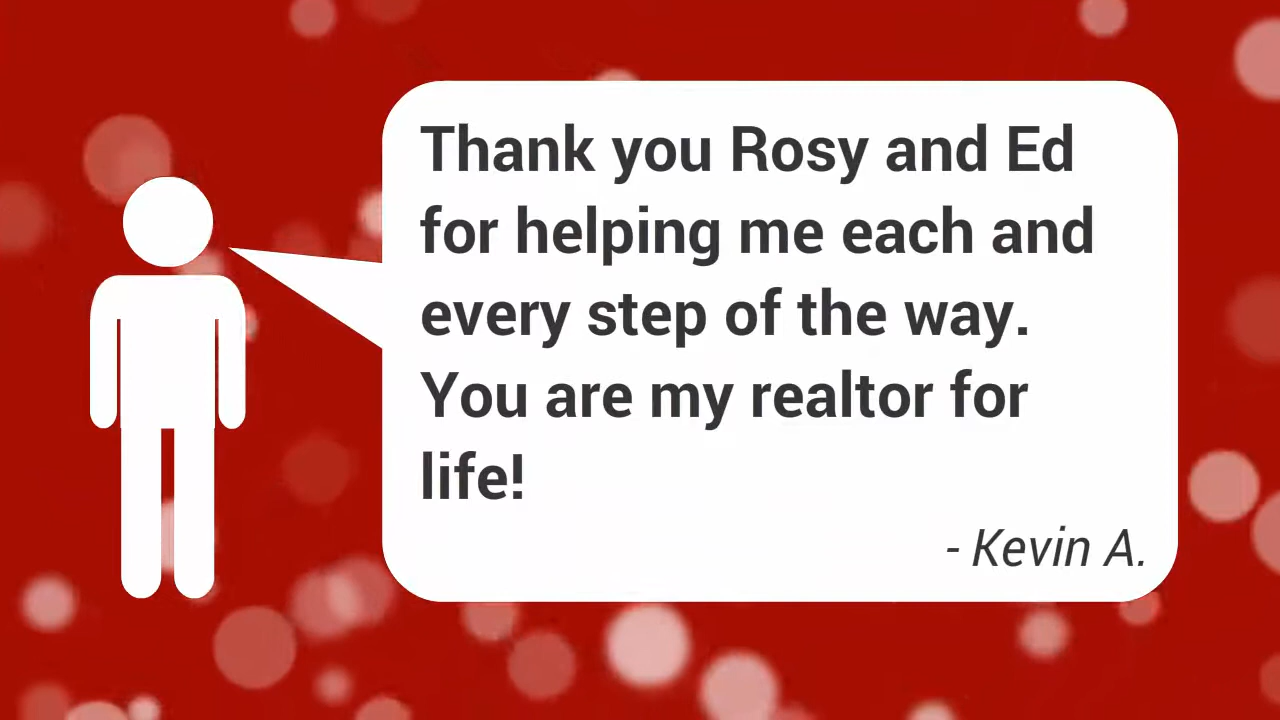 Thank you Rosy and Ed
for helping me each and
every step of the way.
You are my realtor for
life!
- Kevin A.